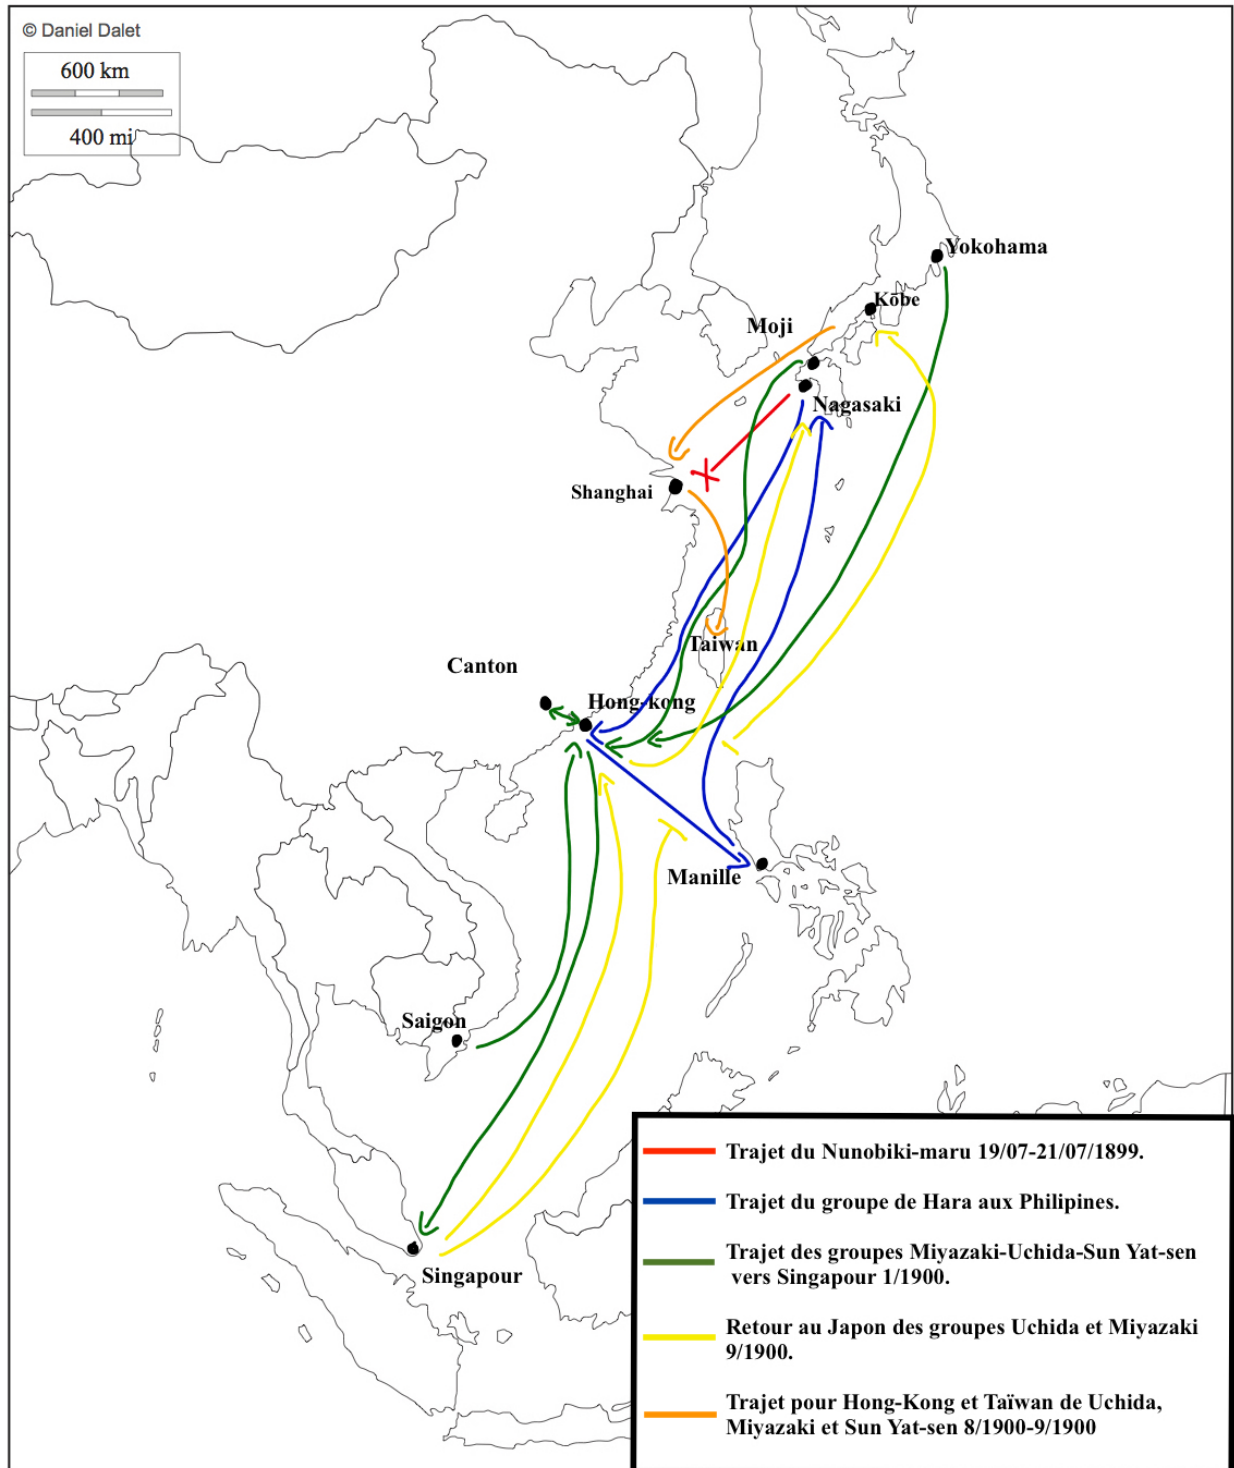 © Daniel Dalet
600 km
400 mi
Yokohama
Kōbe
Moji
Nagasaki
Shanghai
Taiwan
Canton
Hong-kong
Manille
Saigon
Singapour
Trajet du Nunobiki-maru 19/07-21/07/1899.
Trajet du groupe de Hara aux Philipines.
Trajet des groupes Miyazaki-Uchida-Sun Yat-sen
vers Singapour 1/1900.
Retour au Japon des groupes Uchida et Miyazaki
9/1900.
Trajet pour Hong-Kong et Taïwan de Uchida,
Miyazaki et Sun Yat-sen 8/1900-9/1900